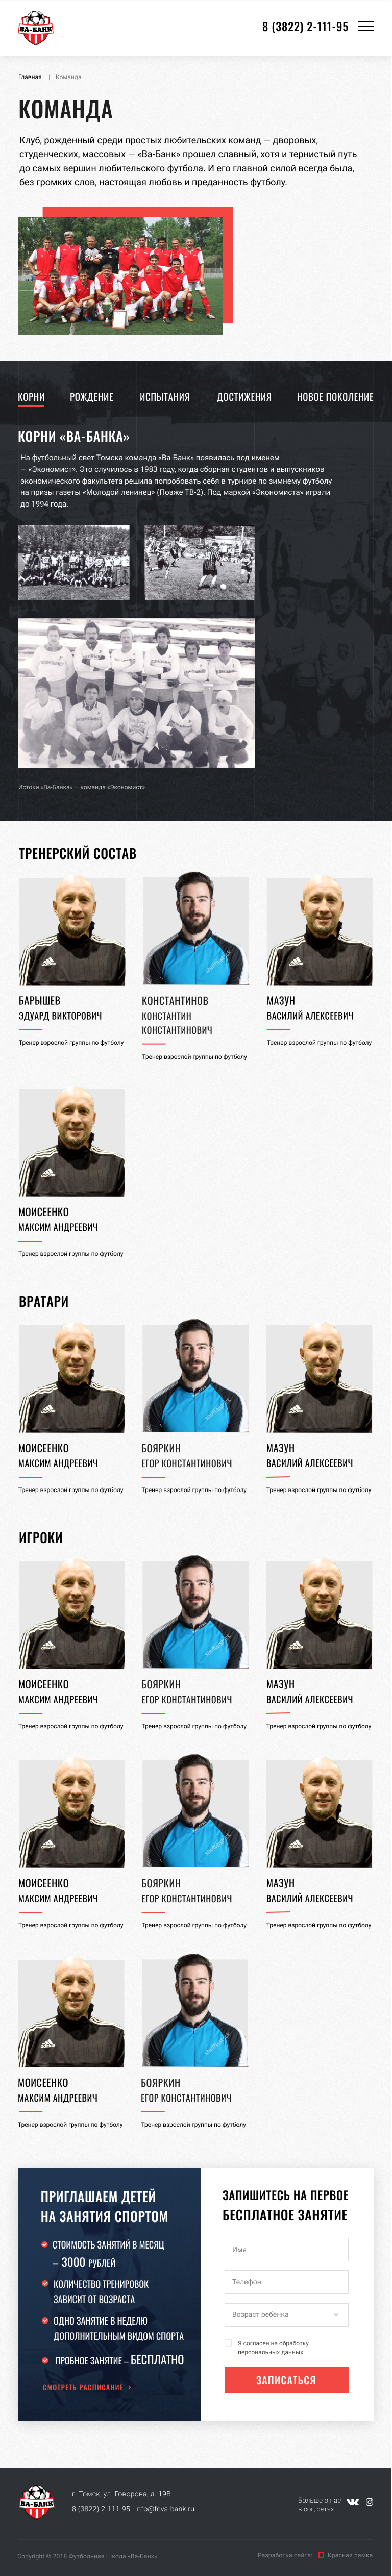 ВА-БАНК
8 (3822) 2-111-95
Главная | Команда
КОМАНДА
Клуб, рожденный среди простых любительских команд — дворовых,
студенческих, массовых — «Ва-Банк» прошел славный, хотя и тернистый путь
до самых вершин любительского футбола. И его главной силой всегда была,
без громких слов, настоящая любовь и преданность футболу.
КОРНИ РОЖДЕНИЕ ИСПЫТАНИЯ ДОСТИЖЕНИЯ НОВОЕ ПОКОЛЕНИЕ
КОРНИ «ВА-БАНКА»
На футбольный свет Томска команда «Ва-Банк» появилась под именем
— «Экономист». Это случилось в 1983 году, когда сборная студентов и выпускников
экономического факультета решила попробовать себя в турнире по зимнему футболу
на призы газеты «Молодой ленинец» (Позже ТВ-2). Под маркой «Экономиста» играли
до 1994 года.
Истоки «Ва-Банка» — команда «Экономист»
ТРЕНЕРСКИЙ СОСТАВ
БАРЫШЕВ
ЭДУАРД ВИКТОРОВИЧ
Тренер взрослой группы по футболу
КОНСТАНТИНОВ
КОНСТАНТИН
КОНСТАНТИНОВИЧ
Тренер взрослой группы по футболу
МАЗУН
ВАСИЛИЙ АЛЕКСЕЕВИЧ
Тренер взрослой группы по футболу
МОИСЕЕНКО
МАКСИМ АНДРЕЕВИЧ
Тренер взрослой группы по футболу
ВРАТАРИ
МОИСЕЕНКО
МАКСИМ АНДРЕЕВИЧ
Тренер взрослой группы по футболу
БОЯРКИН
ЕГОР КОНСТАНТИНОВИЧ
Тренер взрослой группы по футболу
МАЗУН
ВАСИЛИЙ АЛЕКСЕЕВИЧ
Тренер взрослой группы по футболу
ИГРОКИ
МОИСЕЕНКО
МАКСИМ АНДРЕЕВИЧ
Тренер взрослой группы по футболу
БОЯРКИН
ЕГОР КОНСТАНТИНОВИЧ
Тренер взрослой группы по футболу
МАЗУН
ВАСИЛИЙ АЛЕКСЕЕВИЧ
Тренер взрослой группы по футболу
МОИСЕЕНКО
МАКСИМ АНДРЕЕВИЧ
Тренер взрослой группы по футболу
БОЯРКИН
ЕГОР КОНСТАНТИНОВИЧ
Тренер взрослой группы по футболу
МАЗУН
ВАСИЛИЙ АЛЕКСЕЕВИЧ
Тренер взрослой группы по футболу
МОИСЕЕНКО
МАКСИМ АНДРЕЕВИЧ
Тренер взрослой группы по футболу
БОЯРКИН
ЕГОР КОНСТАНТИНОВИЧ
Тренер взрослой группы по футболу
ПРИГЛАШАЕМ ДЕТЕЙ
НА ЗАНЯТИЯ СПОРТОМ
СТОИМОСТЬ ЗАНЯТИЙ В МЕСЯЦ
– 3000 РУБЛЕЙ
КОЛИЧЕСТВО ТРЕНИРОВОК
ЗАВИСИТ ОТ ВОЗРАСТА
ОДНО ЗАНЯТИЕ В НЕДЕЛЮ
ДОПОЛНИТЕЛЬНЫМ ВИДОМ СПОРТА
ПРОБНОЕ ЗАНЯТИЕ – БЕСПЛАТНО
СМОТРЕТЬ РАСПИСАНИЕ >
ЗАПИШИТЕСЬ НА ПЕРВОЕ
БЕСПЛАТНОЕ ЗАНЯТИЕ
Имя
Телефон
Возраст ребёнка
Я согласен на обработку
персональных данных
ЗАПИСАТЬСЯ
ВА-БАНК
г. Томск, ул. Говорова, д. 19В
8 (3822) 2-111-95 info@fcva-bank.ru
Больше о нас
в соц.сетях
Copyright © 2018 Футбольная Школа «Ва-Банк»
Разработка сайта: Красная рамка